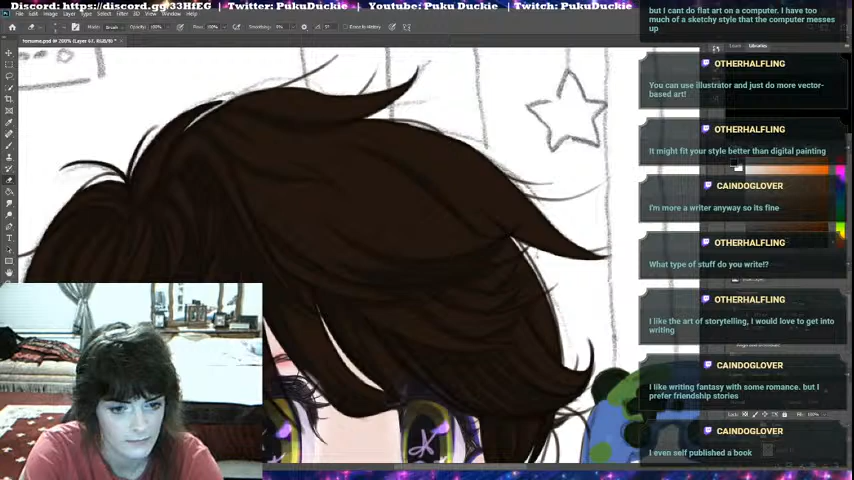 Discord: https://discord.gg/33HfEG | Twitter: PukuDuckie | Youtube: Puku Duckie | Twitch: PukuDuckie
but I cant do flat art on a computer. I have too
much of a sketchy style that the computer messes
up
OTHERHALFLING
You can use illustrator and just do more vector-
based art!
OTHERHALFLING
It might fit your style better than digital painting
CAINDOGLOVER
I'm more a writer anyway so its fine
OTHERHALFLING
What type of stuff do you write!?
OTHERHALFLING
I like the art of storytelling, I would love to get into
writing
CAINDOGLOVER
I like writing fantasy with some romance. but I
prefer friendship stories
CAINDOGLOVER
I even self published a book